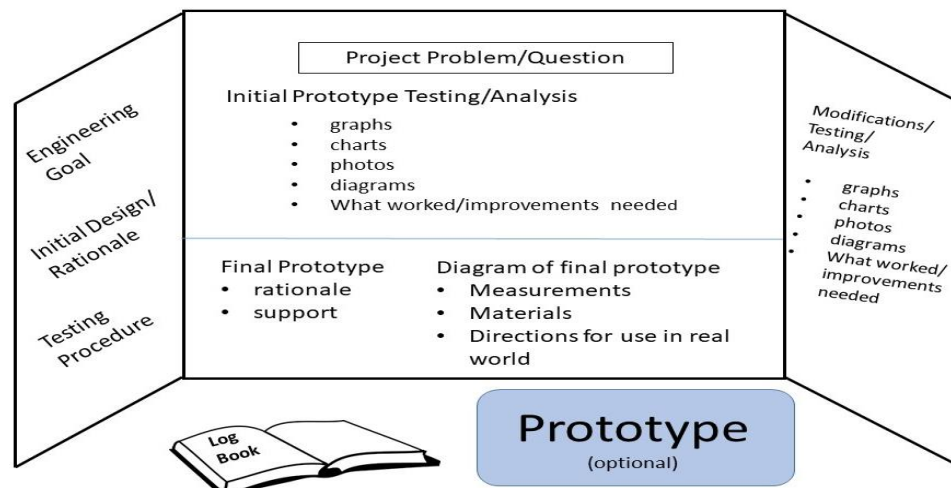 Engineering
Goal
Initial Design/
Rationale
Testing
Procedure
Project Problem/Question
Initial Prototype Testing/Analysis
• graphs
• charts
• photos
• diagrams
• What worked/improvements needed
Final Prototype
• rationale
• support
Diagram of final prototype
• Measurements
• Materials
• Directions for use in real
world
Modifications/
Testing/
Analysis
• graphs
• charts
• photos
• diagrams
• What worked/
improvements
needed
Log
Book
Prototype
(optional)